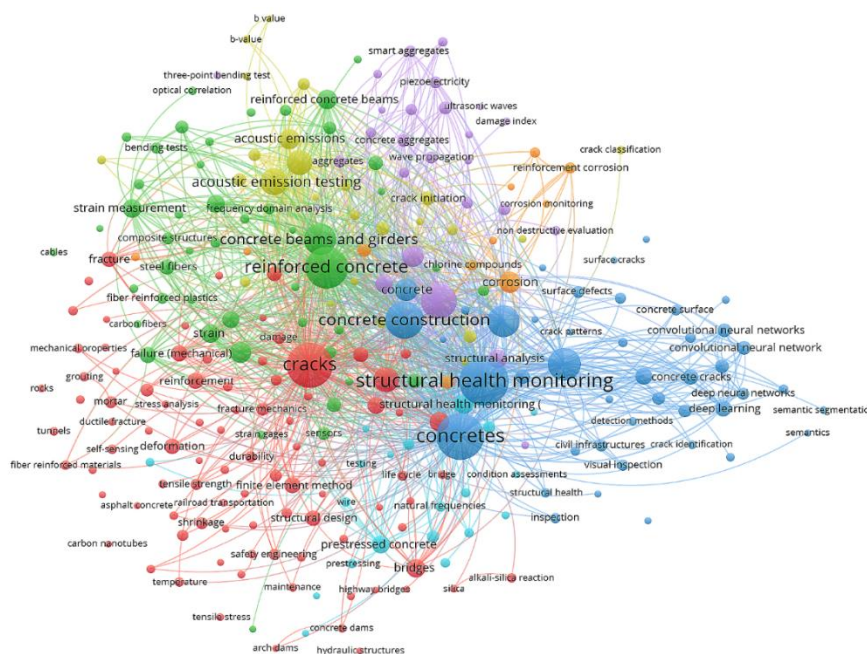 b value
b-value
smart aggregates
three-point bending test
piezoelectricity
optical correlation
reinforced concrete beams
ultrasonic waves
damage index
acoustic emissions
concrete aggregates
crack classification
bending tests
aggregates
wave propagation
reinforcement corrosion
acoustic emission testing
crack initiation
strain measurement
frequency domain analysis
corrosion monitoring
composite structures
concrete beams and girders
non destructive evaluation
cables
fracture
steel fibers
reinforced concrete
chlorine compounds
surface cracks
fiber reinforced plastics
concrete
corrosion
surface defects
carbon fibers
concrete surface
strain
concrete construction
convolutional neural networks
damage
crack patterns
mechanical properties
failure (mechanical)
structural analysis
convolutional neural network
rocks
grouting
reinforcement
cracks
structural health monitoring
concrete cracks
mortar
stress analysis
deep neural networks
tunnels
ductile fracture
fracture mechanics
structural health monitoring (
deep learning
semantic segmentation
self-sensing
deformation
strain gages
sensors
concretes
detection methods
semantics
durability
civil infrastructures
crack identification
fiber reinforced materials
testing
visual inspection
tensile strength
finite element method
life cycle
bridge
condition assessments
asphalt concrete
railroad transportation
wire
natural frequencies
structural health
shrinkage
structural design
inspection
carbon nanotubes
prestressed concrete
safety engineering
prestressing
bridges
temperature
maintenance
highway bridges
silica
alkali-silica reaction
tensile stress
concrete dams
arch dams
hydraulic structures